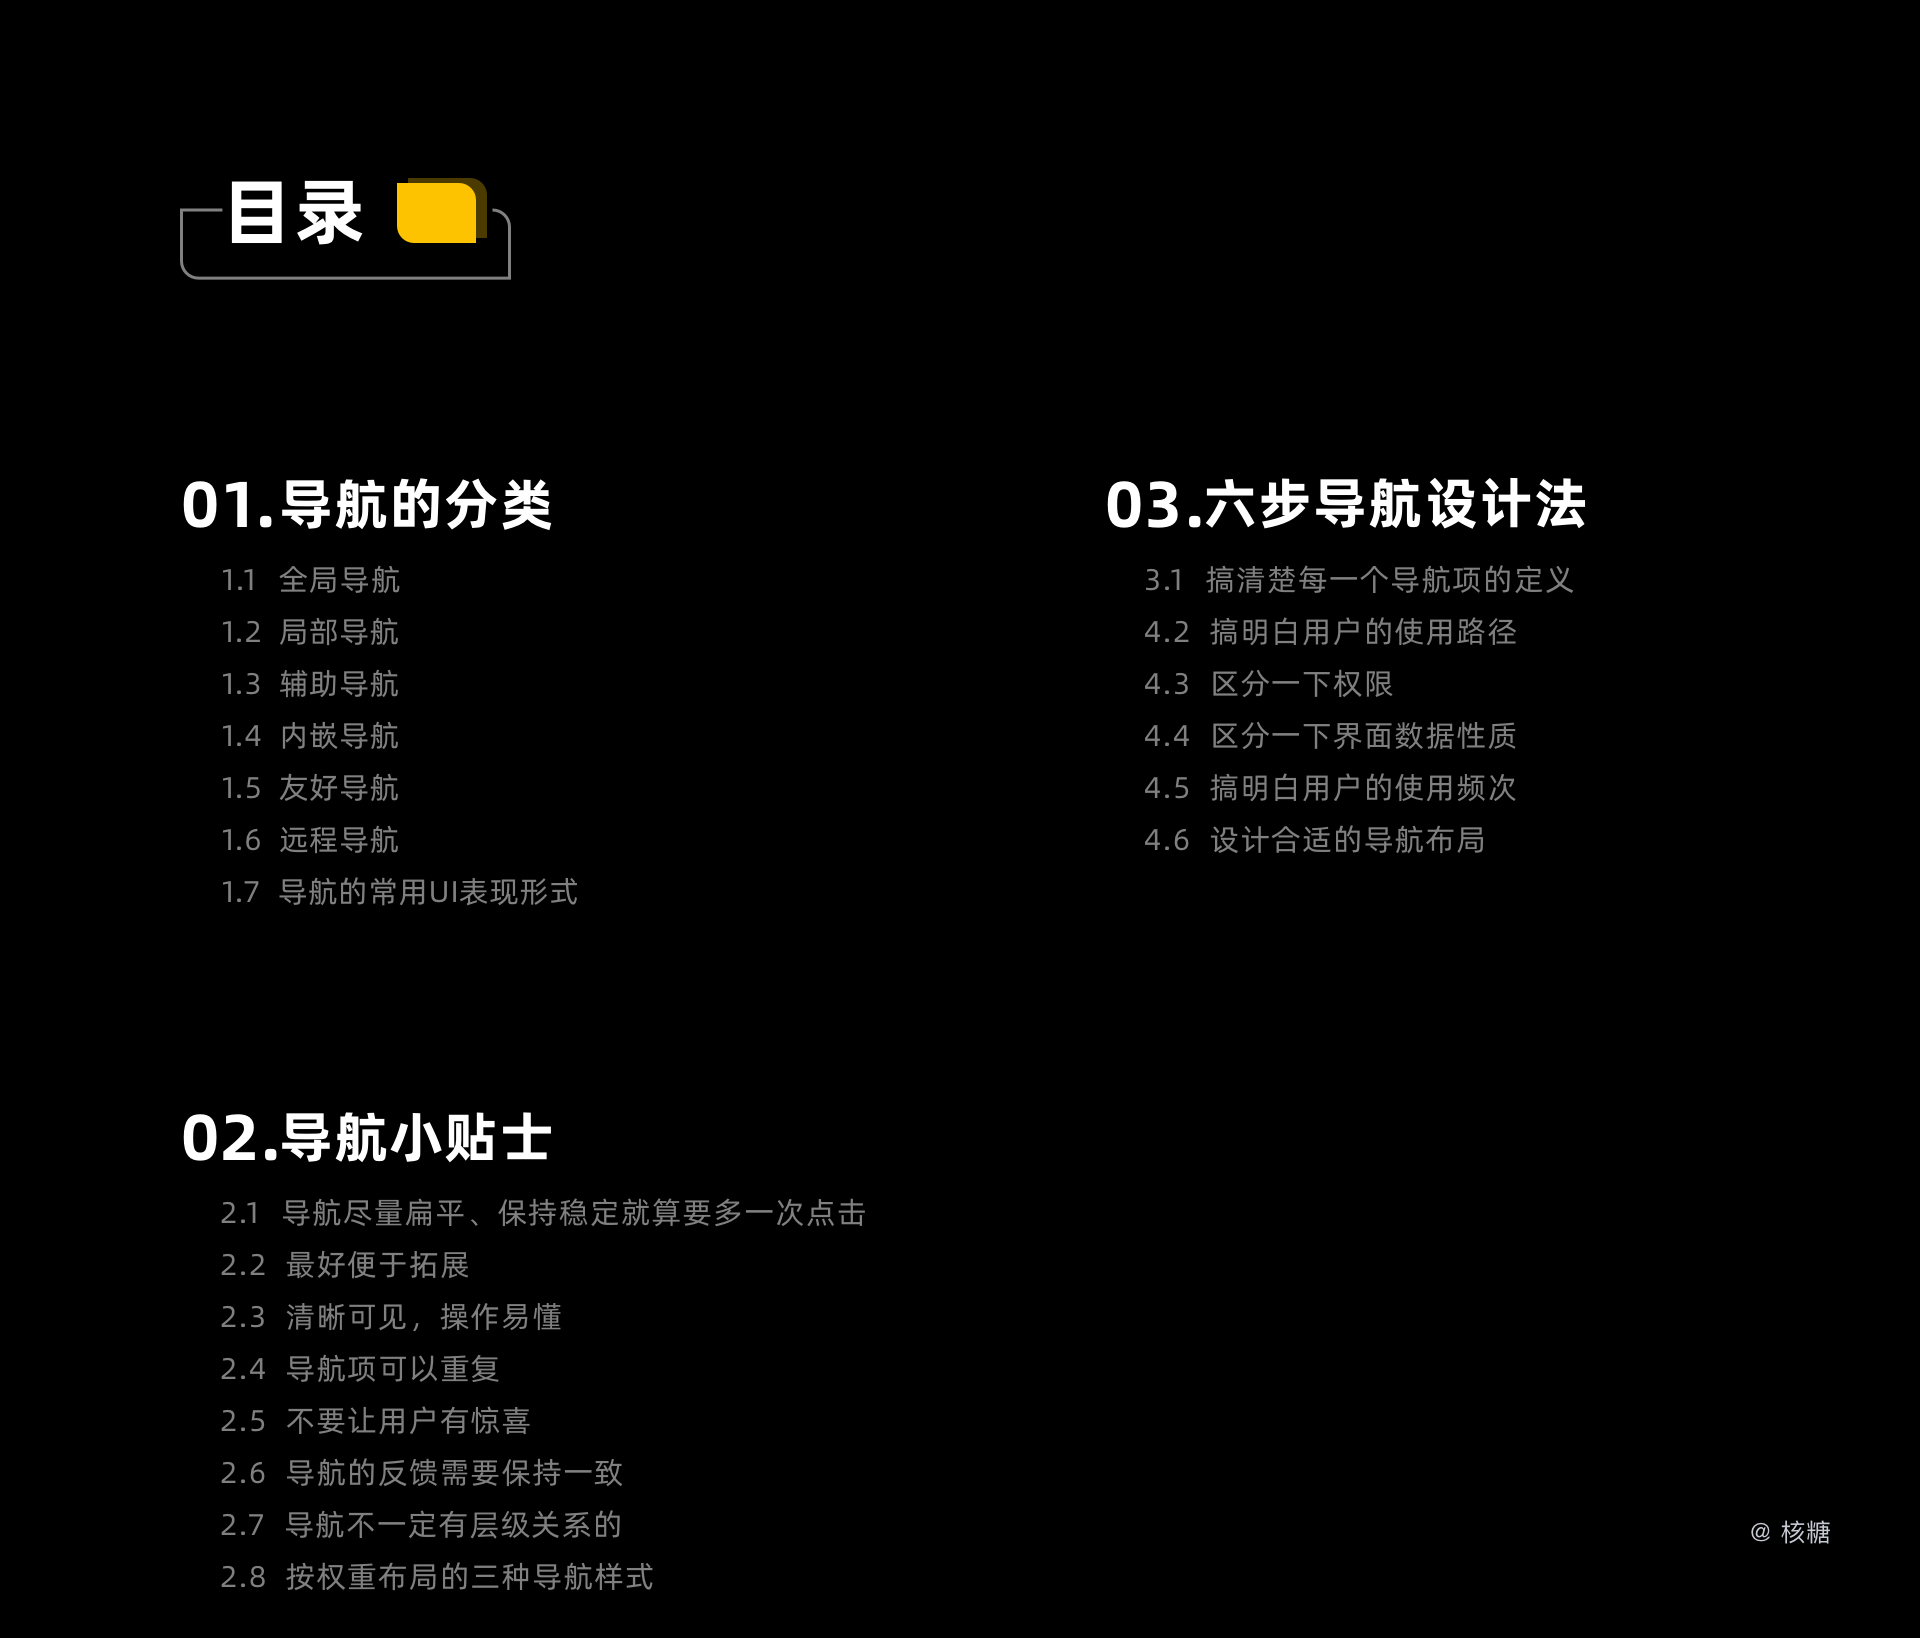 目录
01.导航的分类
1.1 全局导航
1.2 局部导航
1.3 辅助导航
1.4 内嵌导航
1.5 友好导航
1.6 远程导航
1.7 导航的常用UI表现形式
02.导航小贴士
2.1 导航尽量扁平、保持稳定就算要多一次点击
2.2 最好便于拓展
2.3 清晰可见，操作易懂
2.4 导航项可以重复
2.5 不要让用户有惊喜
2.6 导航的反馈需要保持一致
2.7 导航不一定有层级关系的
2.8 按权重布局的三种导航样式
03.六步导航设计法
3.1 搞清楚每一个导航项的定义
4.2 搞明白用户的使用路径
4.3 区分一下权限
4.4 区分一下界面数据性质
4.5 搞明白用户的使用频次
4.6 设计合适的导航布局
@ 核糖